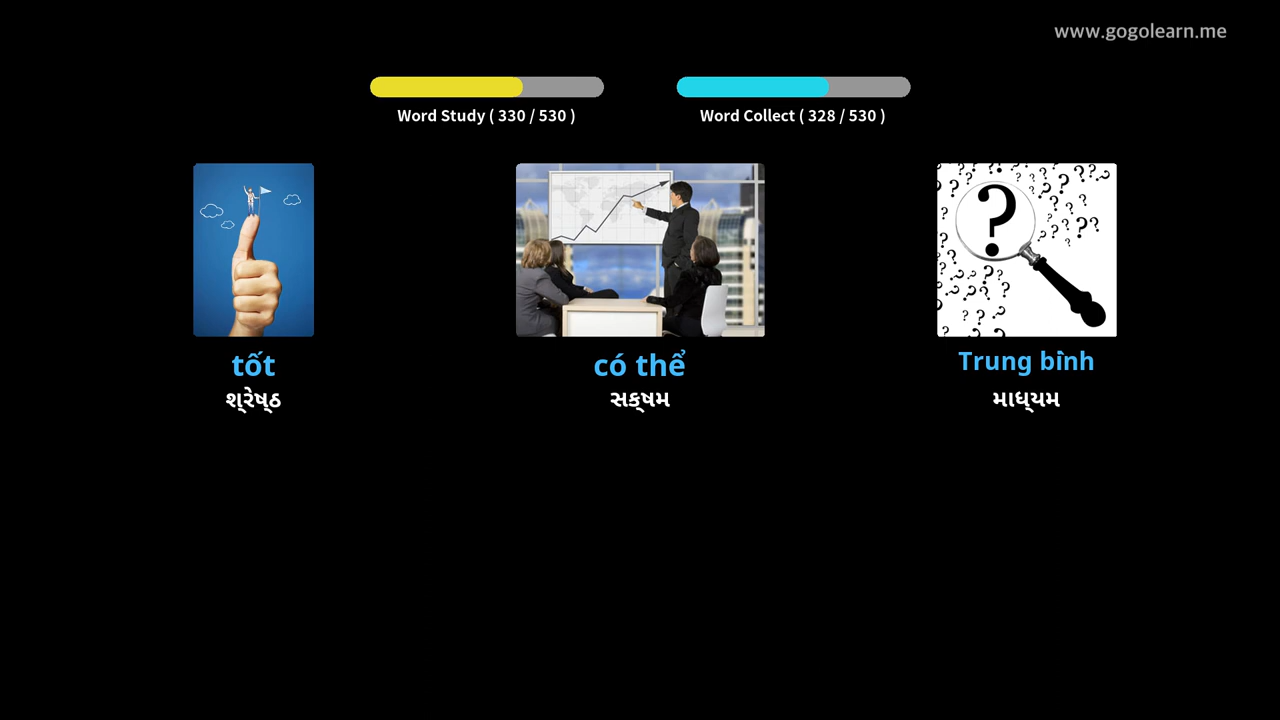 www.gogolearn.me
Word Study ( 330 / 530 )
Word Collect ( 328 / 530 )
tốt
có thể
Trung bình
શ્રેષ્ઠ
સક્ષમ
માધ્યમ